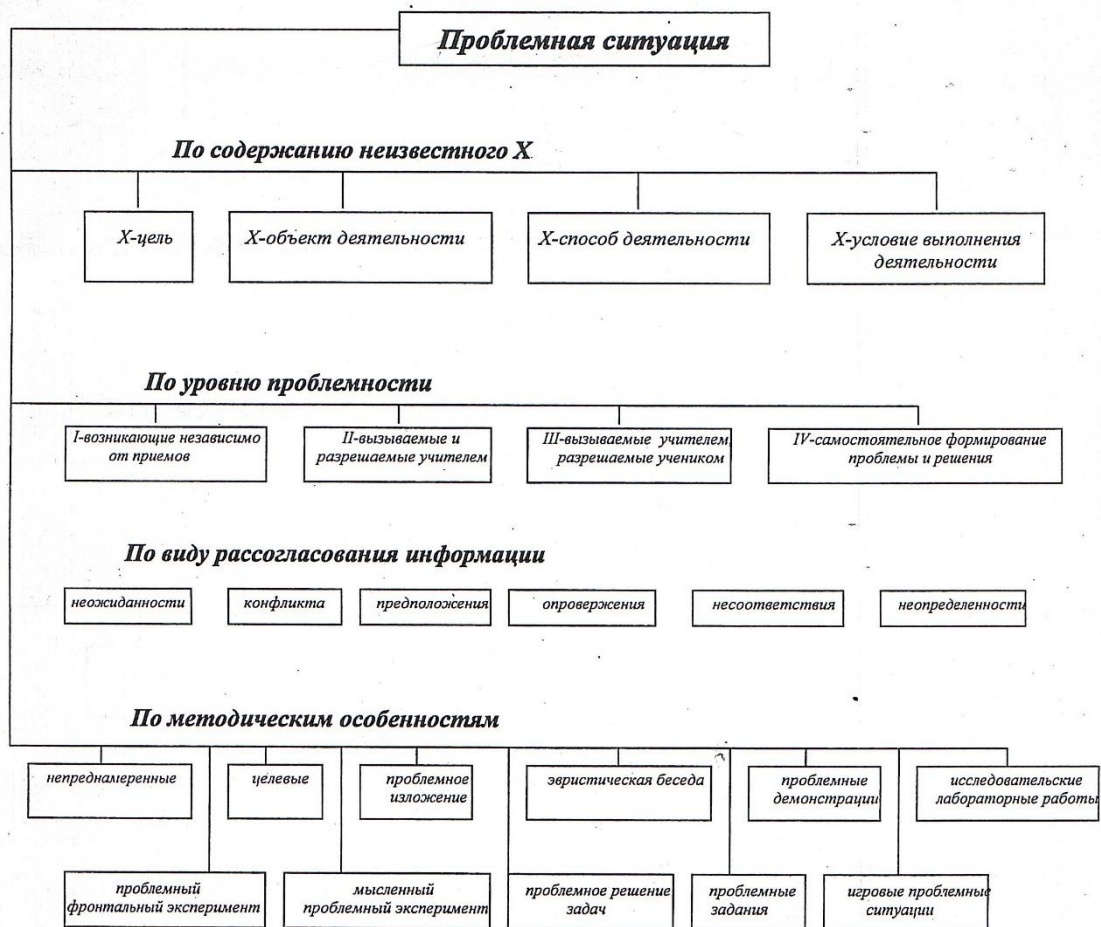 Проблемная ситуация
По содержанию неизвестного X
X-цель
X-объект деятельности
X-способ деятельности
X-условие выполнения
деятельности
По уровню проблемности
I-возникающие независимо
от приемов
II-вызываемые и
разрешаемые учителем
III-вызываемые учителем,
разрешаемые учеником
IV-самостоятельное формирование
проблемы и решения
По виду рассогласования информации
неожиданности
конфликта
предположения
опровержения
несоответствия
неопределенности
По методическим особенностям
непреднамеренные
целевые
проблемное
изложение
эвристическая беседа
проблемные
демонстрации
исследовательские
лабораторные работы
проблемный
фронтальный эксперимент
мысленный
проблемный эксперимент
проблемное решение
задач
проблемные
задания
игровые проблемные
ситуации